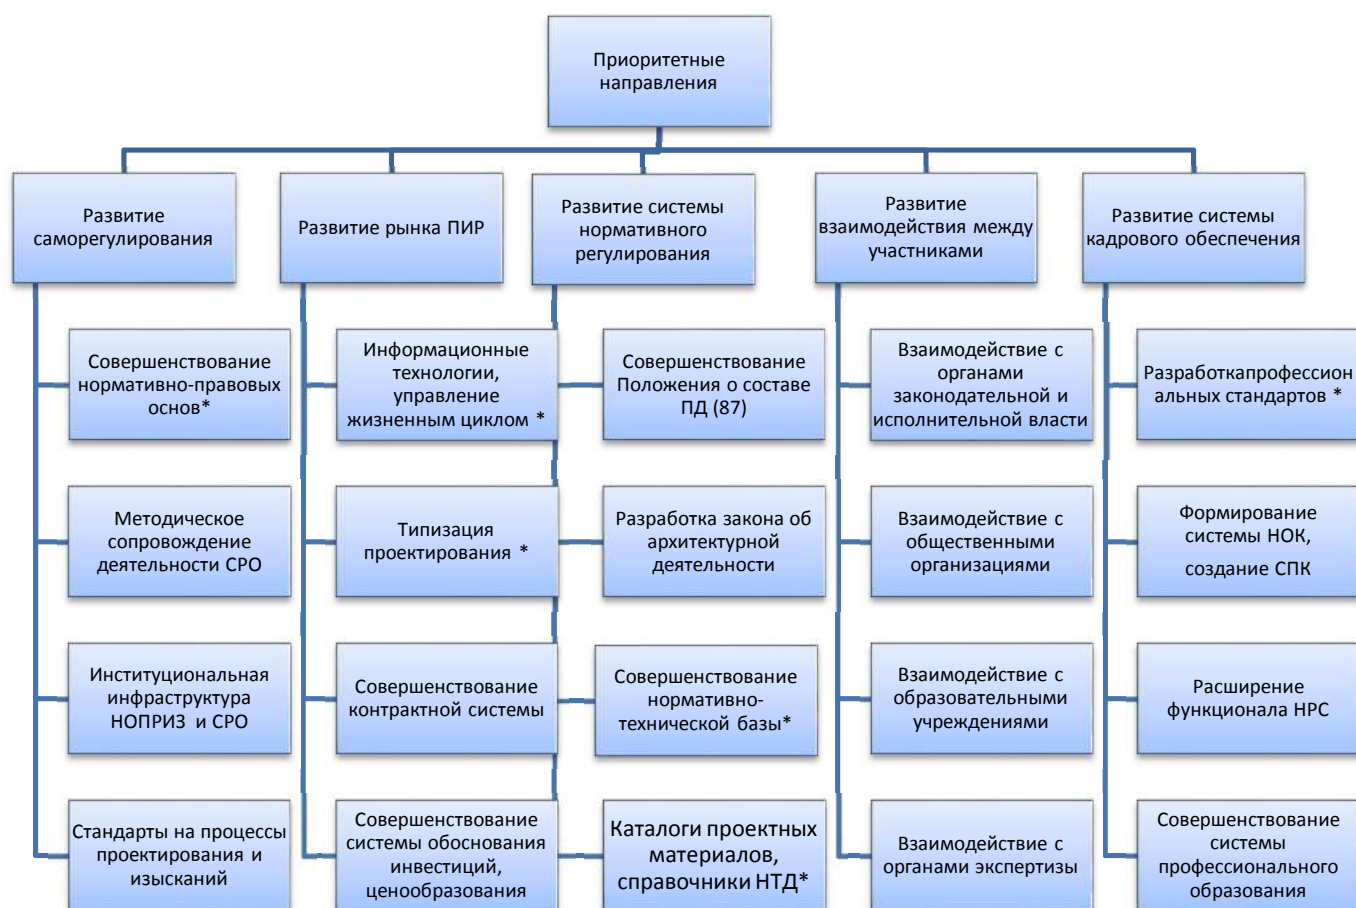 Приоритетные
направления
Развитие
саморегулирования
Развитие рынка ПИР
Развитие системы
нормативного
регулирования
Развитие
взаимодействия между
участниками
Развитие системы
кадрового обеспечения
Совершенствование
нормативно-правовых
основ*
Информационные
технологии,
управление
жизненным циклом *
Совершенствование
Положения о составе
ПД (87)
Взаимодействие с
органами
законодательной и
исполнительной власти
Разработкапрофессион
альных стандартов *
Методическое
сопровождение
деятельности СРО
Типизация
проектирования *
Разработка закона об
архитектурной
деятельности
Взаимодействие с
общественными
организациями
Формирование
системы НОК,
создание СПК
Институциональная
инфраструктура
НОПРИЗ и СРО
Совершенствование
контрактной системы
Совершенствование
нормативно-
технической базы*
Взаимодействие с
образовательными
учреждениями
Расширение
функционала НРС
Стандарты на процессы
проектирования и
изысканий
Совершенствование
системы обоснования
инвестиций,
ценообразования
Каталоги проектных
материалов,
справочники НТД*
Взаимодействие с
органами экспертизы
Совершенствование
системы
профессионального
образования